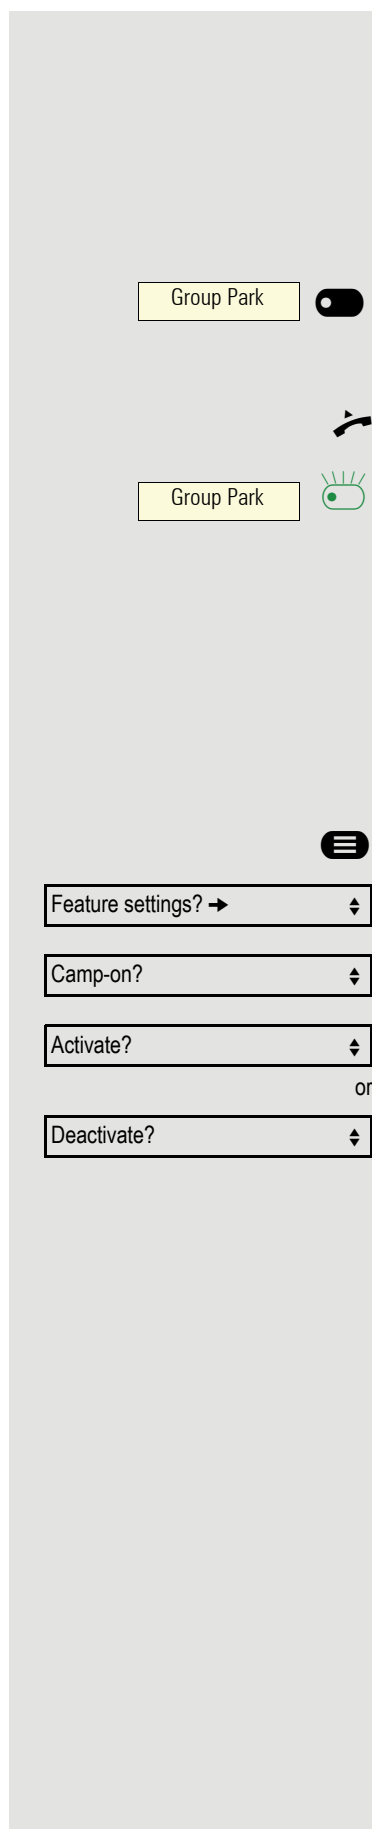 Group Park
Group Park
Feature settings? ➔
Camp-on?
Activate?
or
Deactivate?